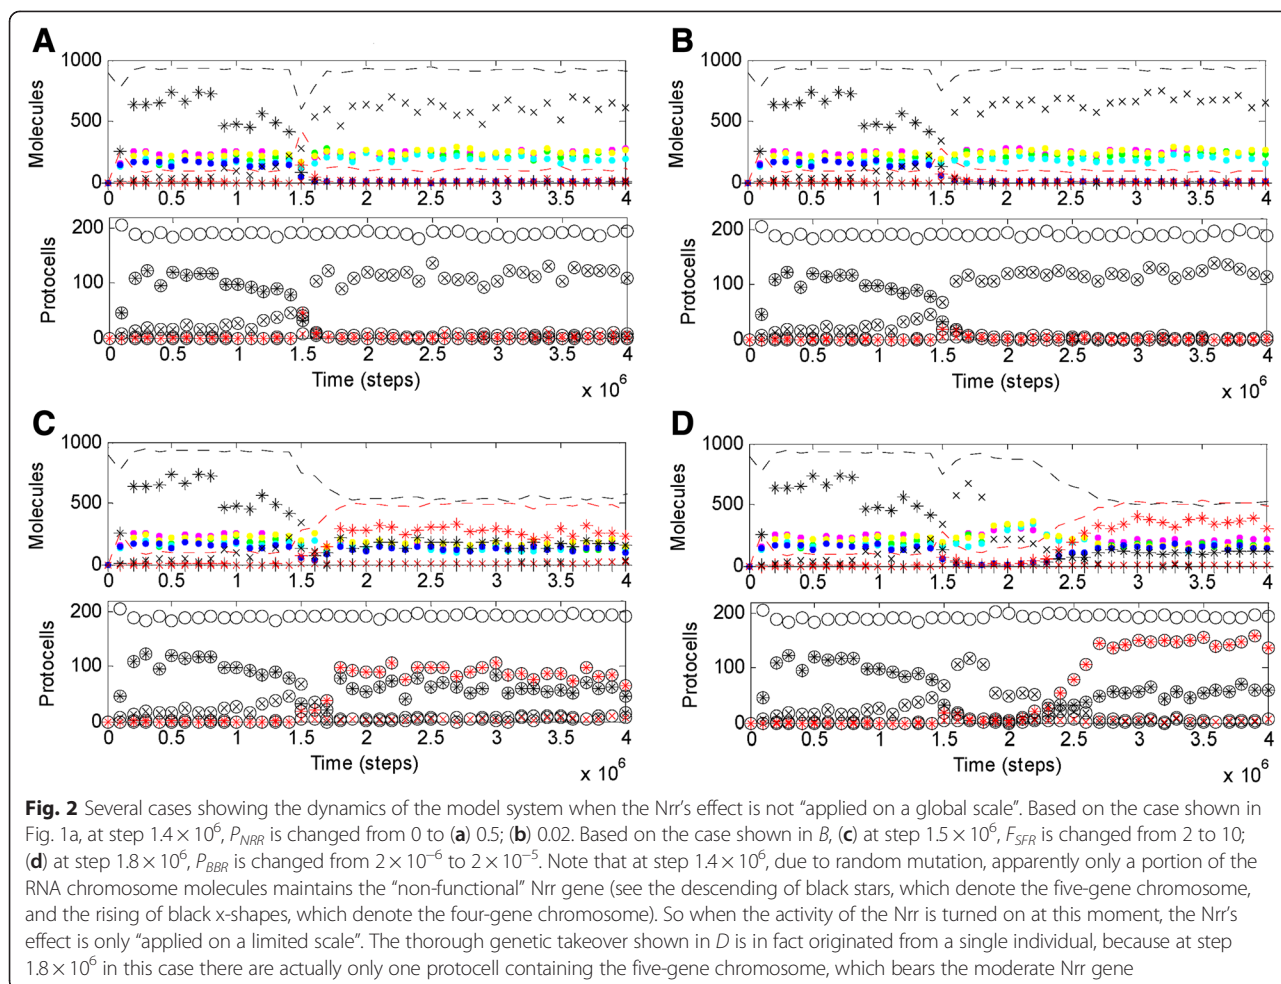 A
B
1000
500
0
Molecules
0 0.5 1 1.5 2 2.5 3 3.5 4
200
100
0
Protocells
0 0.5 1 1.5 2 2.5 3 3.5 4
Time (steps)
x 10^6
1000
500
0
Molecules
0 0.5 1 1.5 2 2.5 3 3.5 4
200
100
0
Protocells
0 0.5 1 1.5 2 2.5 3 3.5 4
Time (steps)
x 10^6
C
D
1000
500
0
Molecules
0 0.5 1 1.5 2 2.5 3 3.5 4
200
100
0
Protocells
0 0.5 1 1.5 2 2.5 3 3.5 4
Time (steps)
x 10^6
1000
500
0
Molecules
0 0.5 1 1.5 2 2.5 3 3.5 4
200
100
0
Protocells
0 0.5 1 1.5 2 2.5 3 3.5 4
Time (steps)
x 10^6
Fig. 2 Several cases showing the dynamics of the model system when the Nrr's effect is not “applied on a global scale”. Based on the case shown in
Fig. 1a, at step 1.4 × 10^6, P_NRR is changed from 0 to (a) 0.5; (b) 0.02. Based on the case shown in B, (c) at step 1.5 × 10^6, F_SFR is changed from 2 to 10;
(d) at step 1.8 × 10^6, P_BBR is changed from 2 × 10^−6 to 2 × 10^−5. Note that at step 1.4 × 10^6, due to random mutation, apparently only a portion of the
RNA chromosome molecules maintains the “non-functional” Nrr gene (see the descending of black stars, which denote the five-gene chromosome,
and the rising of black x-shapes, which denote the four-gene chromosome). So when the activity of the Nrr is turned on at this moment, the Nrr's
effect is only “applied on a limited scale”. The thorough genetic takeover shown in D is in fact originated from a single individual, because at step
1.8 × 10^6 in this case there are actually only one protocell containing the five-gene chromosome, which bears the moderate Nrr gene